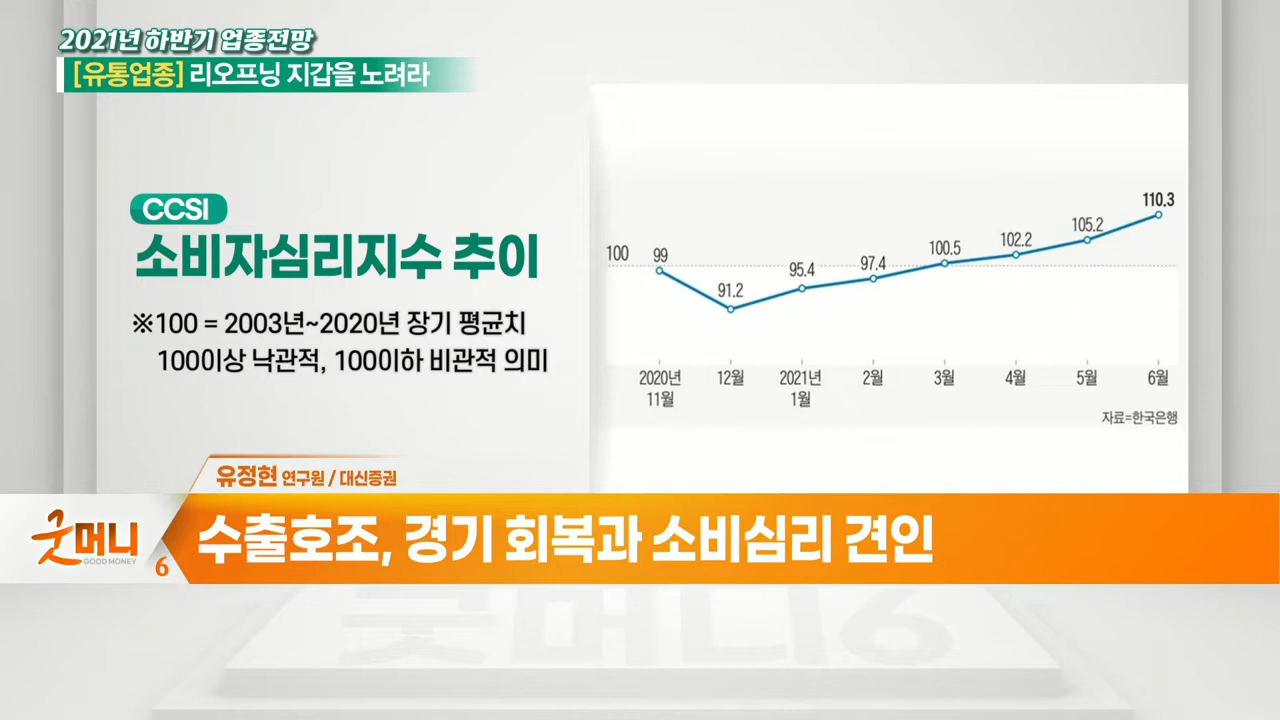 2021년 하반기 업종전망
[유통업종] 리오프닝 지갑을 노려라
CCSI
소비자심리지수 추이
※100 = 2003년~2020년 장기 평균치
100이상 낙관적, 100이하 비관적 의미
100
99
91.2
95.4
97.4
100.5
102.2
105.2
110.3
2020년
11월
12월
2021년
1월
2월
3월
4월
5월
6월
자료=한국은행
유정현 연구원 / 대신증권
수출호조, 경기 회복과 소비심리 견인
굿머니
GOOD MONEY
6
굿머니6